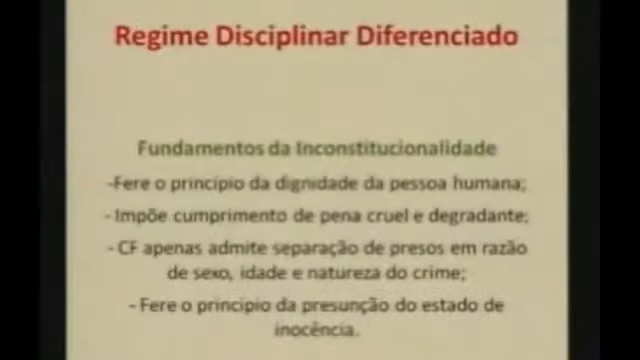 Regime Disciplinar Diferenciado
Fundamentos da Inconstitucionalidade
-Fere o princípio da dignidade da pessoa humana;
- Impõe cumprimento de pena cruel e degradante;
- CF apenas admite separação de presos em razão
de sexo, idade e natureza do crime;
- Fere o princípio da presunção do estado de
inocência.